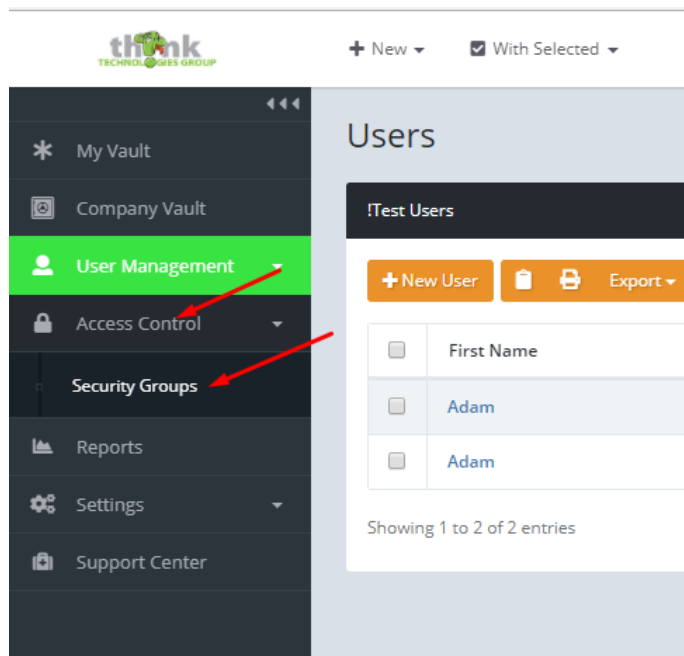 think
TECHNOLOGIES GROUP
New
With Selected
My Vault
Company Vault
User Management
Access Control
Security Groups
Reports
Settings
Support Center
Users
!Test Users
New User
Export
First Name
Adam
Adam
Showing 1 to 2 of 2 entries